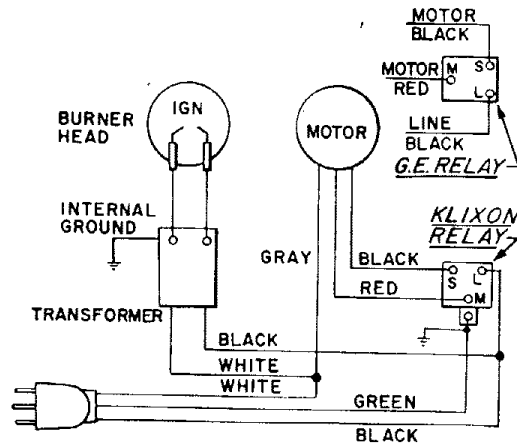 MOTOR
BLACK
MOTOR
RED
M
S
L
LINE
BLACK
G.E. RELAY
IGN
BURNER
HEAD
MOTOR
INTERNAL
GROUND
GRAY
KLIXON
RELAY
BLACK
S
L
RED
M
TRANSFORMER
BLACK
WHITE
WHITE
GREEN
BLACK